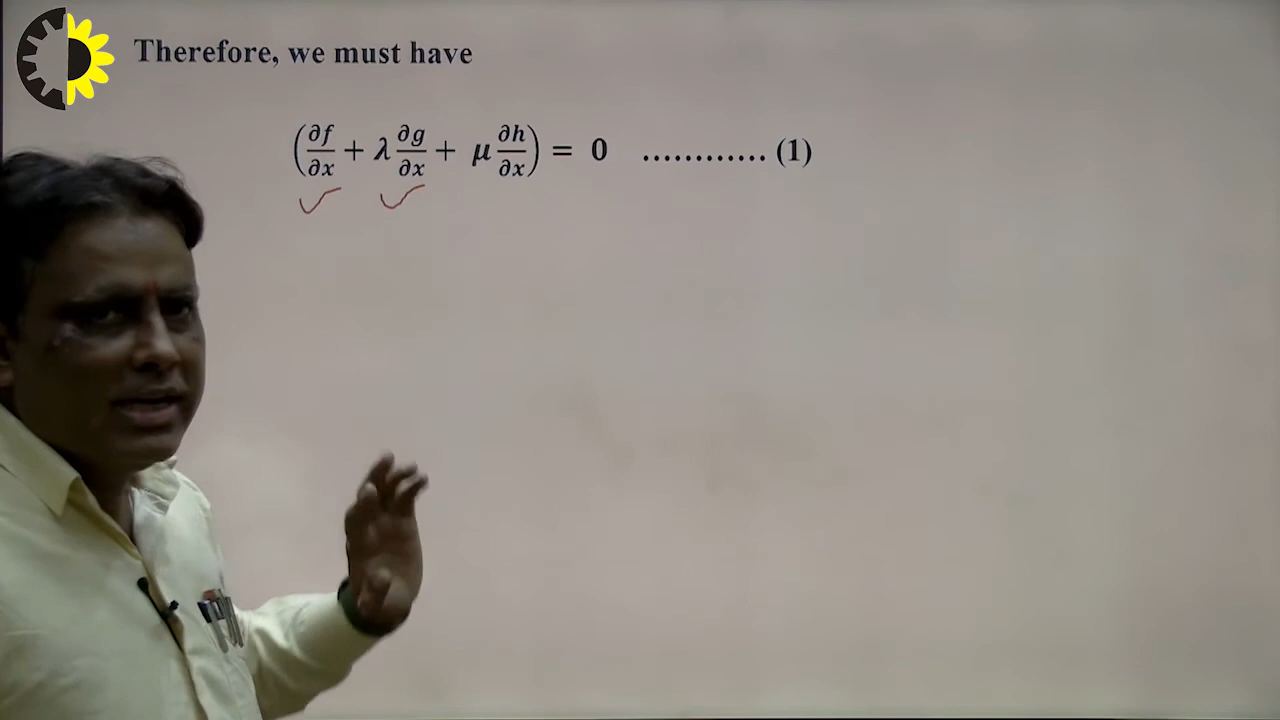 Therefore, we must have
(∂f/∂x + λ ∂g/∂x + μ ∂h/∂x) = 0 ………… (1)